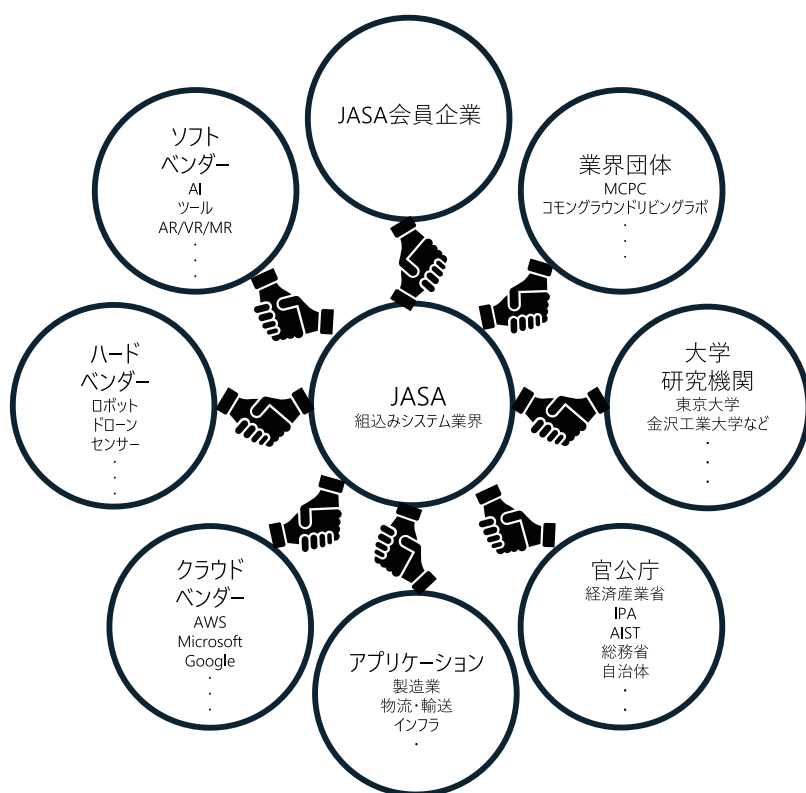 JASA会員企業
ソフト
ベンダー
AI
ツール
AR/VR/MR
・
・
・
業界団体
MCPC
コモングラウンドリビングラボ
・
・
・
ハード
ベンダー
ロボット
ドローン
センサー
・
・
・
JASA
組込みシステム業界
大学
研究機関
東京大学
金沢工業大学など
・
・
・
クラウド
ベンダー
AWS
Microsoft
Google
・
・
・
アプリケーション
製造業
物流・輸送
インフラ
・
官公庁
経済産業省
IPA
AIST
総務省
自治体
・
・